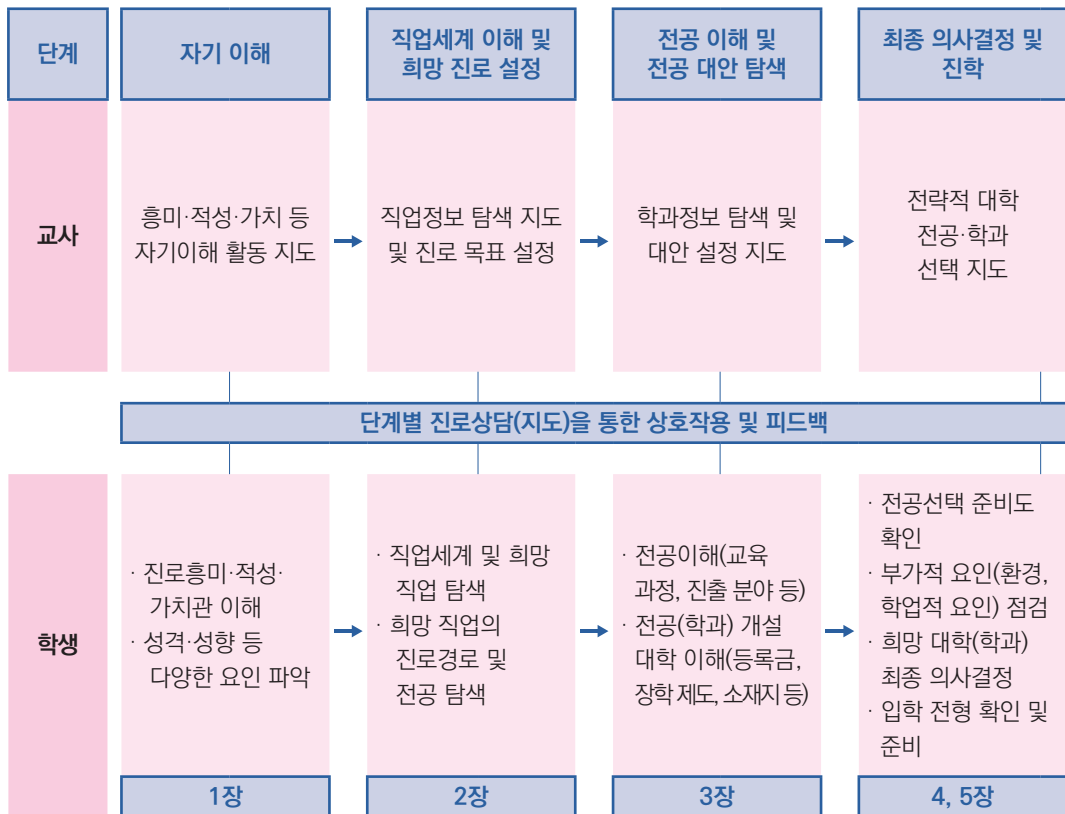 단계
자기 이해
직업세계 이해 및
희망 진로 설정
전공 이해 및
전공 대안 탐색
최종 의사결정 및
진학
교사
흥미·적성·가치 등
자기이해 활동 지도
직업정보 탐색 지도
및 진로 목표 설정
학과정보 탐색 및
대안 설정 지도
전략적 대학
전공·학과
선택 지도
단계별 진로상담(지도)을 통한 상호작용 및 피드백
학생
· 진로흥미·적성·
가치관 이해
· 성격·성향 등
다양한 요인 파악
· 직업세계 및 희망
직업 탐색
· 희망 직업의
진로경로 및
전공 탐색
· 전공이해(교육
과정, 진출 분야 등)
· 전공(학과) 개설
대학 이해(등록금,
장학 제도, 소재지 등)
· 전공선택 준비도
확인
· 부가적 요인(환경,
학업적 요인) 점검
· 희망 대학(학과)
최종 의사결정
· 입학 전형 확인 및
준비
1장
2장
3장
4, 5장